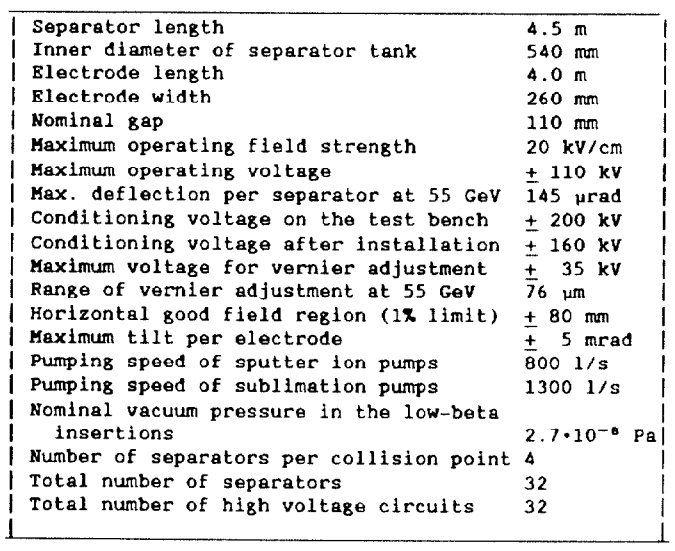 Separator length 4.5 m
Inner diameter of separator tank 540 mm
Electrode length 4.0 m
Electrode width 260 mm
Nominal gap 110 mm
Maximum operating field strength 20 kV/cm
Maximum operating voltage ± 110 kV
Max. deflection per separator at 55 GeV 145 μrad
Conditioning voltage on the test bench ± 200 kV
Conditioning voltage after installation ± 160 kV
Maximum voltage for vernier adjustment ± 35 kV
Range of vernier adjustment at 55 GeV 76 μm
Horizontal good field region (1% limit) ± 80 mm
Maximum tilt per electrode ± 5 mrad
Pumping speed of sputter ion pumps 800 l/s
Pumping speed of sublimation pumps 1300 l/s
Nominal vacuum pressure in the low-beta
insertions 2.7•10⁻⁸ Pa
Number of separators per collision point 4
Total number of separators 32
Total number of high voltage circuits 32